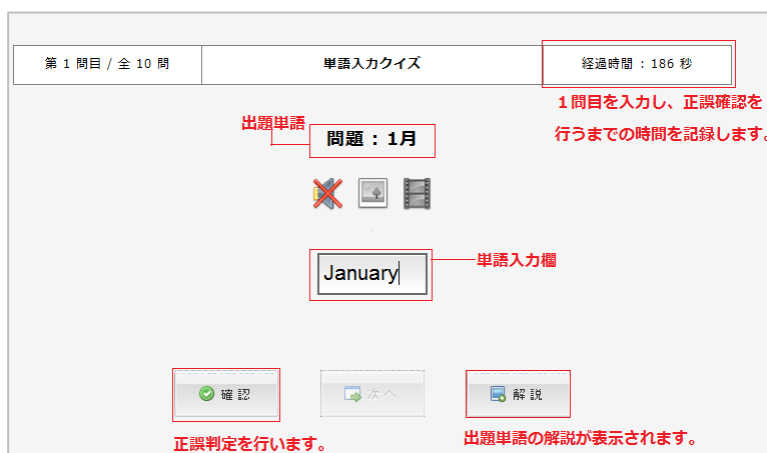 第 1 問目 / 全 10 問
単語入力クイズ
経過時間 : 186 秒
1問目を入力し、正誤確認を
行うまでの時間を記録します。
出題単語
問題 : 1月
January
単語入力欄
確認
次へ
解説
正誤判定を行います。
出題単語の解説が表示されます。